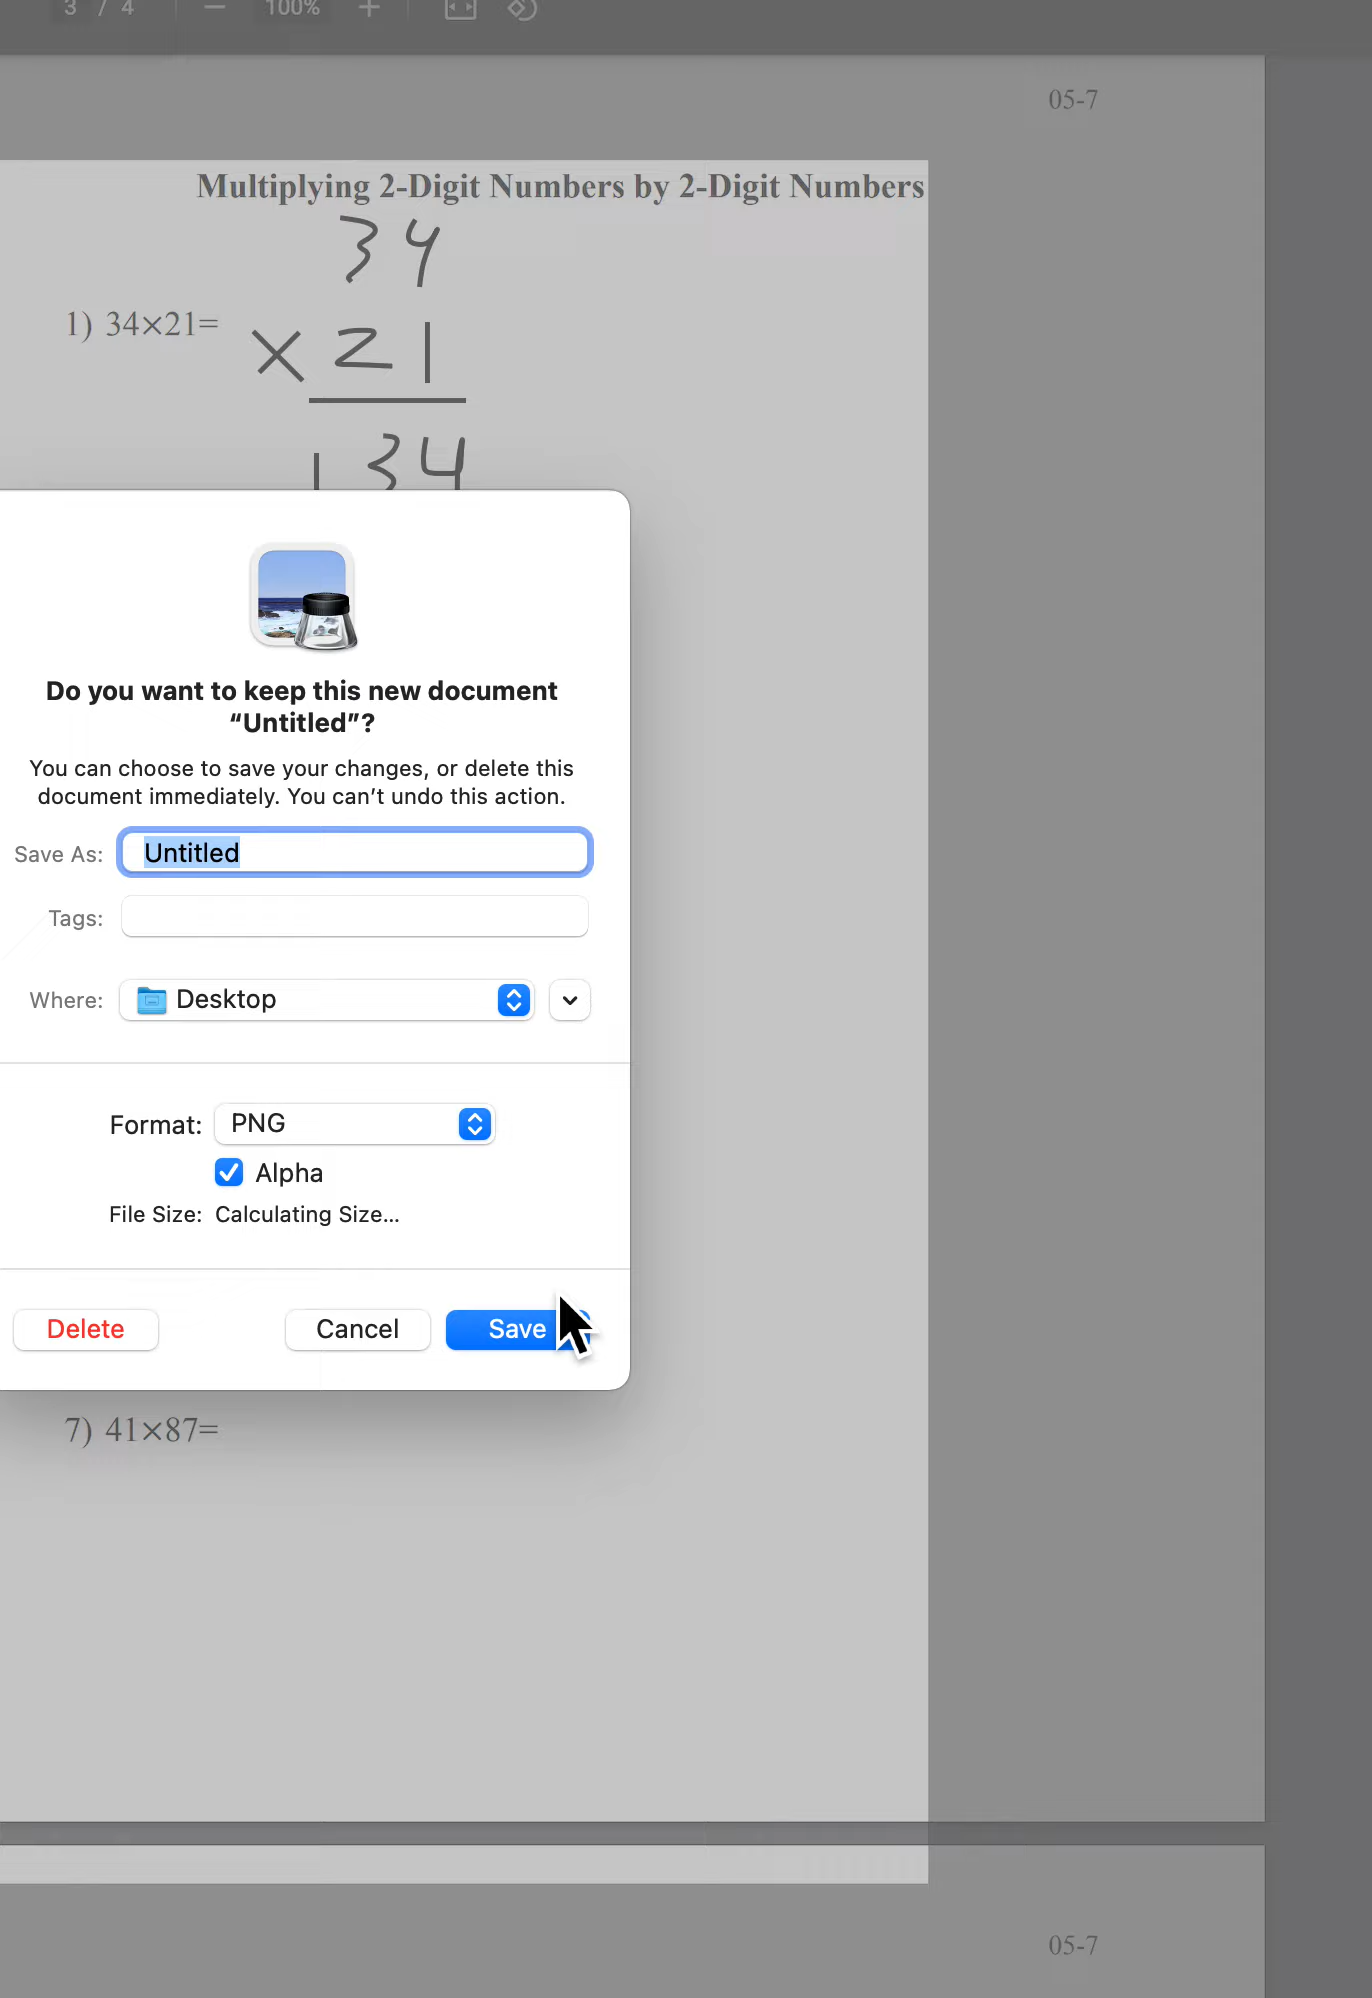 3 / 4 − 100% +
05-7
Multiplying 2-Digit Numbers by 2-Digit Numbers
34
1) 34×21=
× 21
134
Do you want to keep this new document
“Untitled”?
You can choose to save your changes, or delete this
document immediately. You can’t undo this action.
Save As: Untitled
Tags:
Where: Desktop
Format: PNG
Alpha
File Size: Calculating Size...
Delete Cancel Save
7) 41×87=
05-7